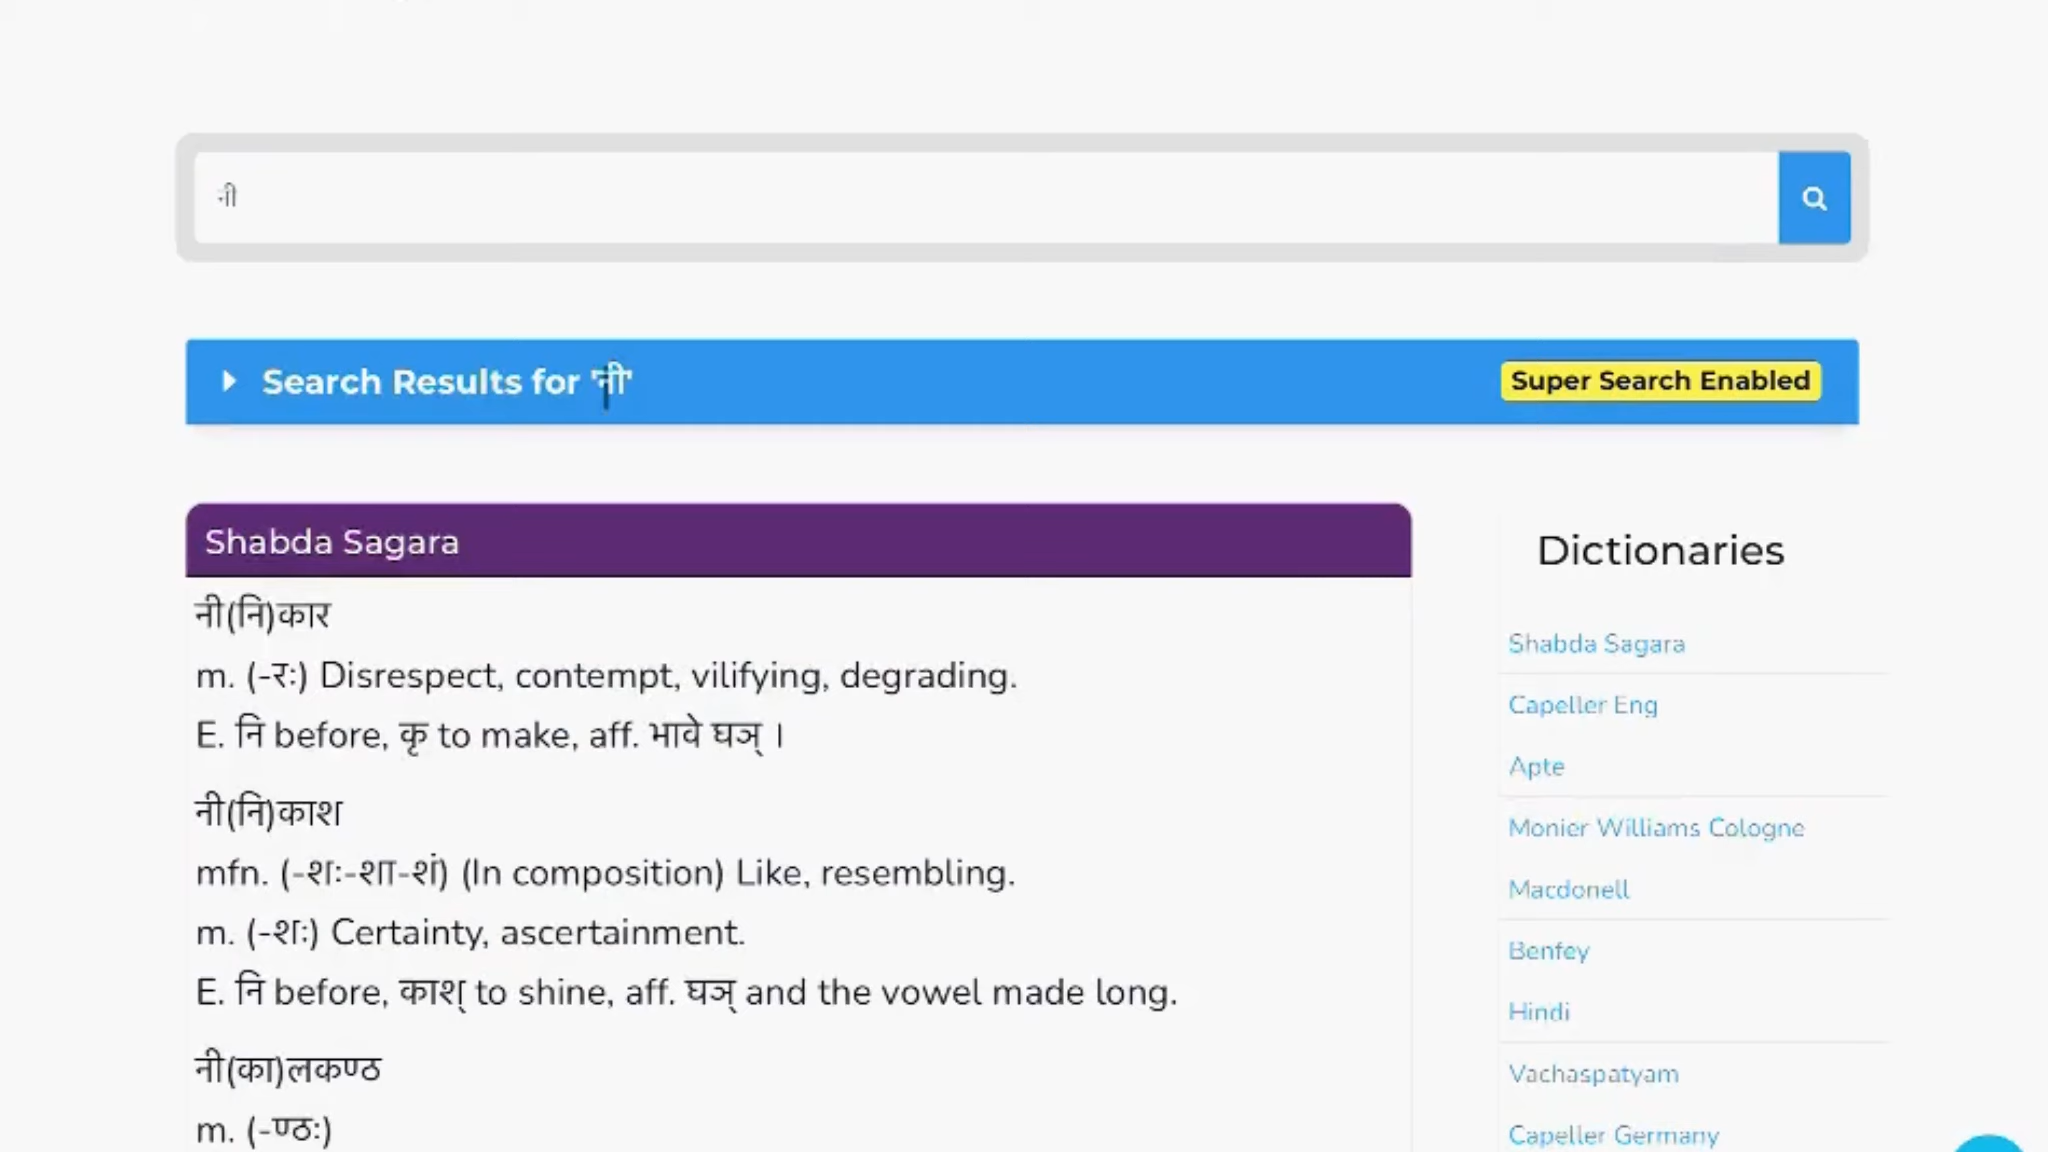 नी
Search Results for 'नी'
Super Search Enabled
Shabda Sagara
नी(नि)कार
m. (-रः) Disrespect, contempt, vilifying, degrading.
E. नि before, कृ to make, aff. भावे घञ् ।
नी(नि)काश
mfn. (-शः-शा-शं) (In composition) Like, resembling.
m. (-शः) Certainty, ascertainment.
E. नि before, काश् to shine, aff. घञ् and the vowel made long.
नी(का)लकण्ठ
m. (-ण्ठः)
Dictionaries
Shabda Sagara
Capeller Eng
Apte
Monier Williams Cologne
Macdonell
Benfey
Hindi
Vachaspatyam
Capeller Germany